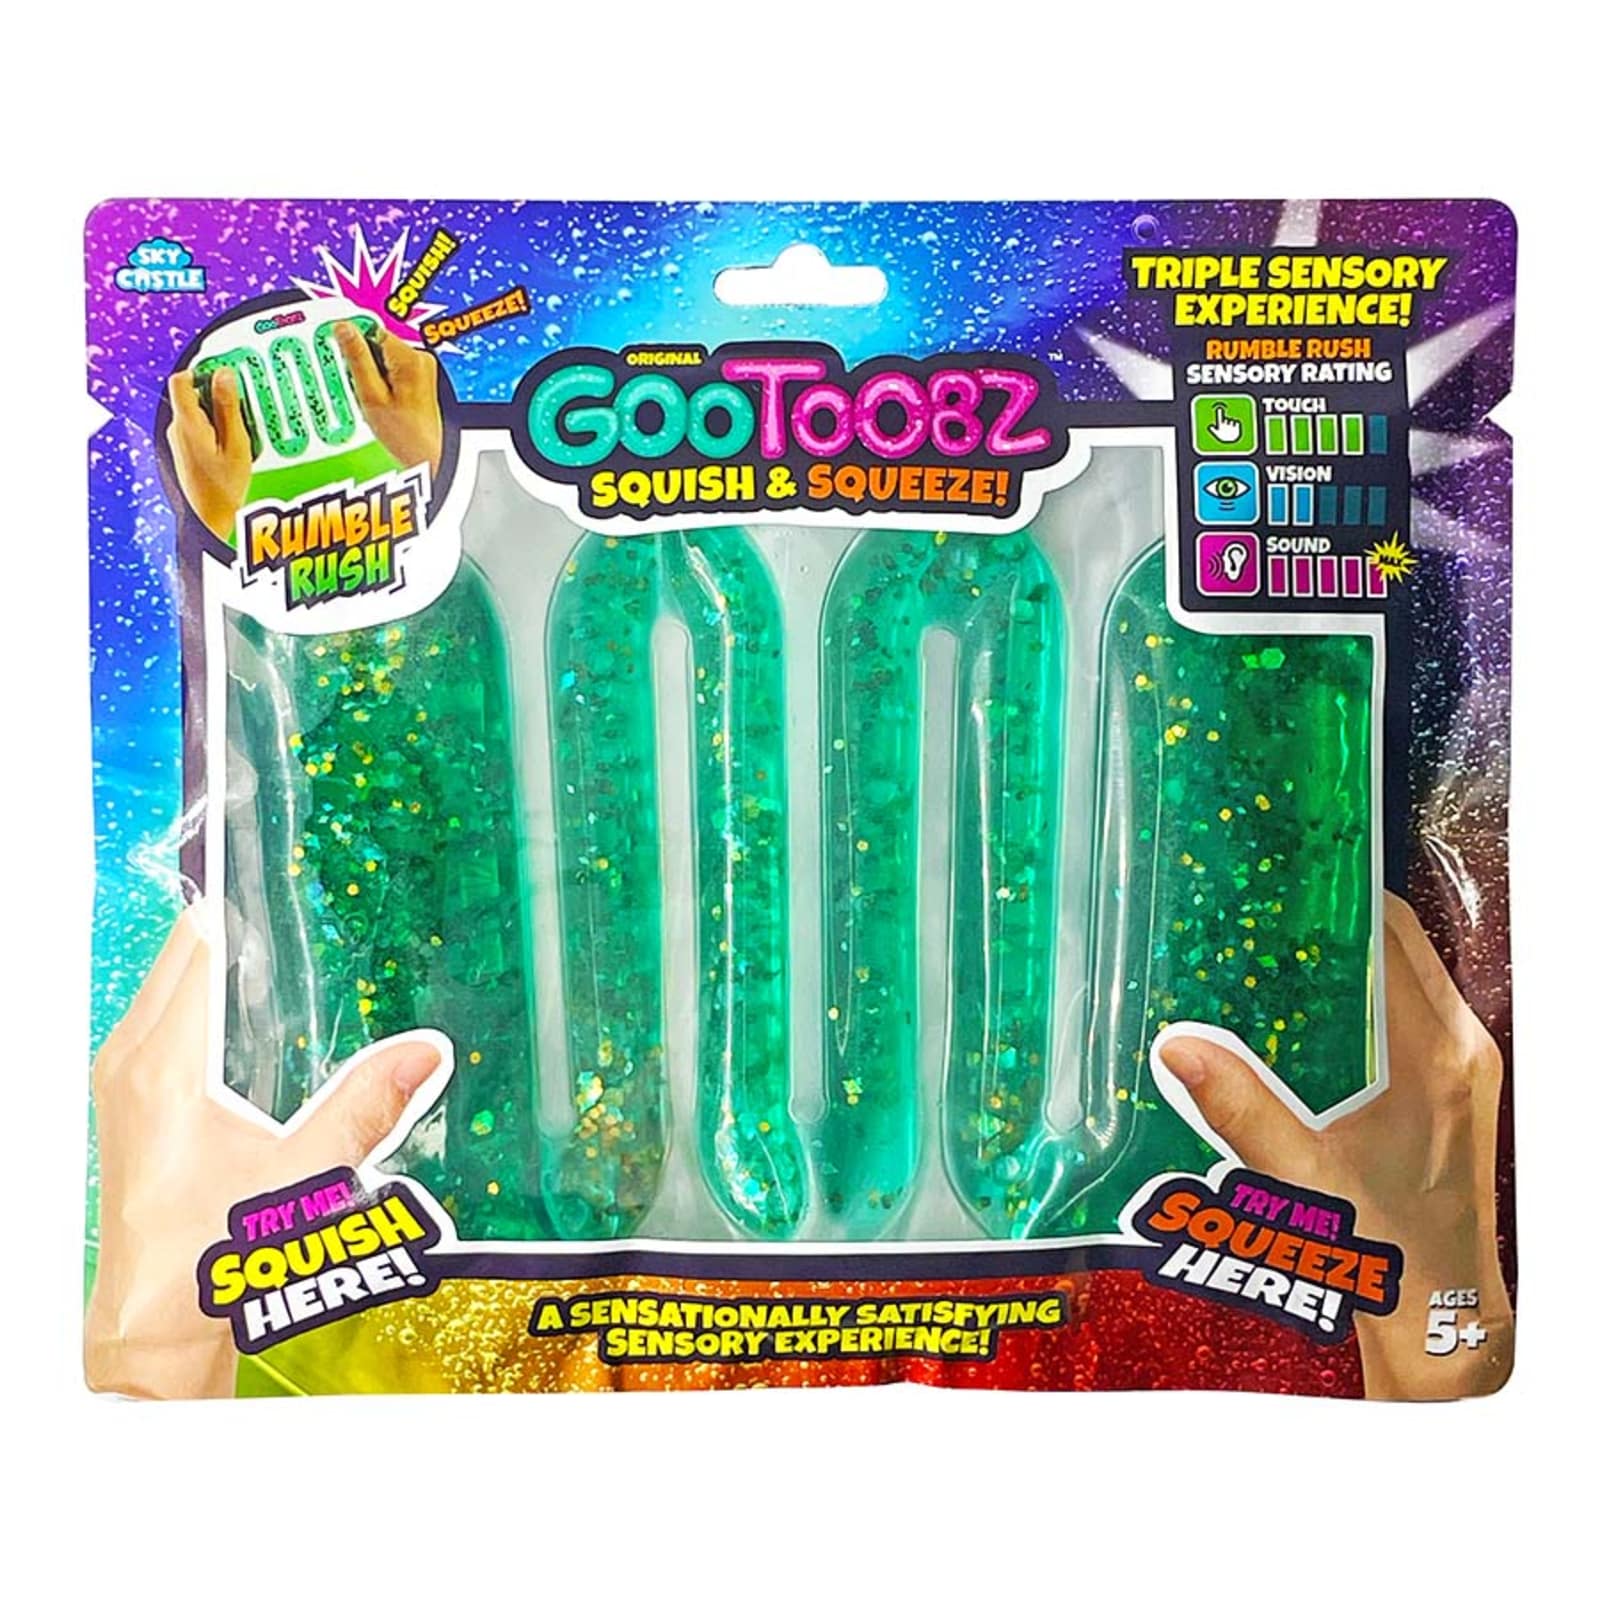 SKY
CASTLE
SQUISH!
SQUEEZE!
GOOTOOBZ
RUMBLE
RUSH
ORIGINAL
GOOTOOBZ™
SQUISH & SQUEEZE!
TRIPLE SENSORY
EXPERIENCE!
RUMBLE RUSH
SENSORY RATING
TOUCH
VISION
SOUND
TRY ME!
SQUISH
HERE!
A SENSATIONALLY SATISFYING
SENSORY EXPERIENCE!
TRY ME!
SQUEEZE
HERE!
AGES
5+